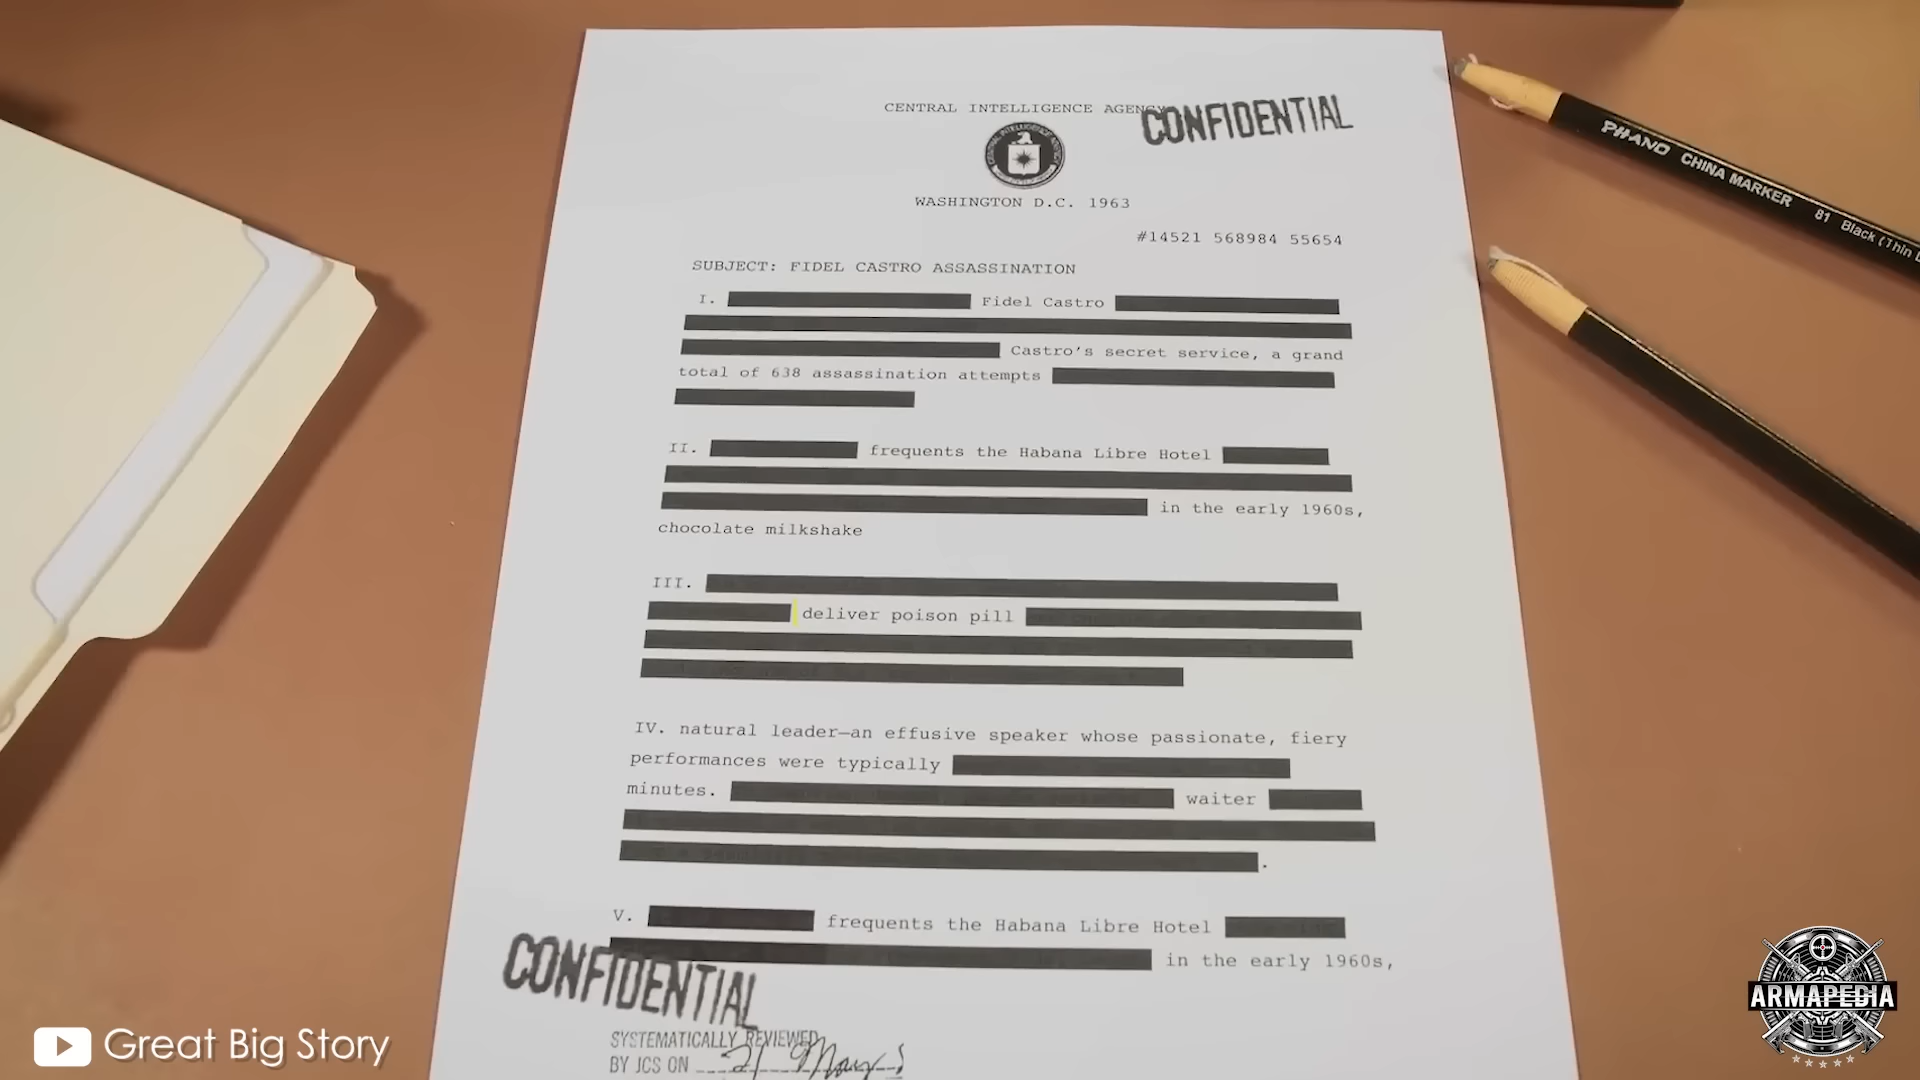 CENTRAL INTELLIGENCE AGENCY
CONFIDENTIAL
WASHINGTON D.C. 1963
#14521 568984 55654
SUBJECT: FIDEL CASTRO ASSASSINATION
I. Fidel Castro
Castro's secret service, a grand
total of 638 assassination attempts
II. frequents the Habana Libre Hotel
in the early 1960s,
chocolate milkshake
III.
deliver poison pill
IV. natural leader—an effusive speaker whose passionate, fiery
performances were typically
minutes. waiter
.
V. frequents the Habana Libre Hotel
in the early 1960s,
CONFIDENTIAL
SYSTEMATICALLY REVIEWED
BY JCS ON 21 May
PHANO CHINA MARKER 81 Black (Thin
Great Big Story
ARMAPEDIA